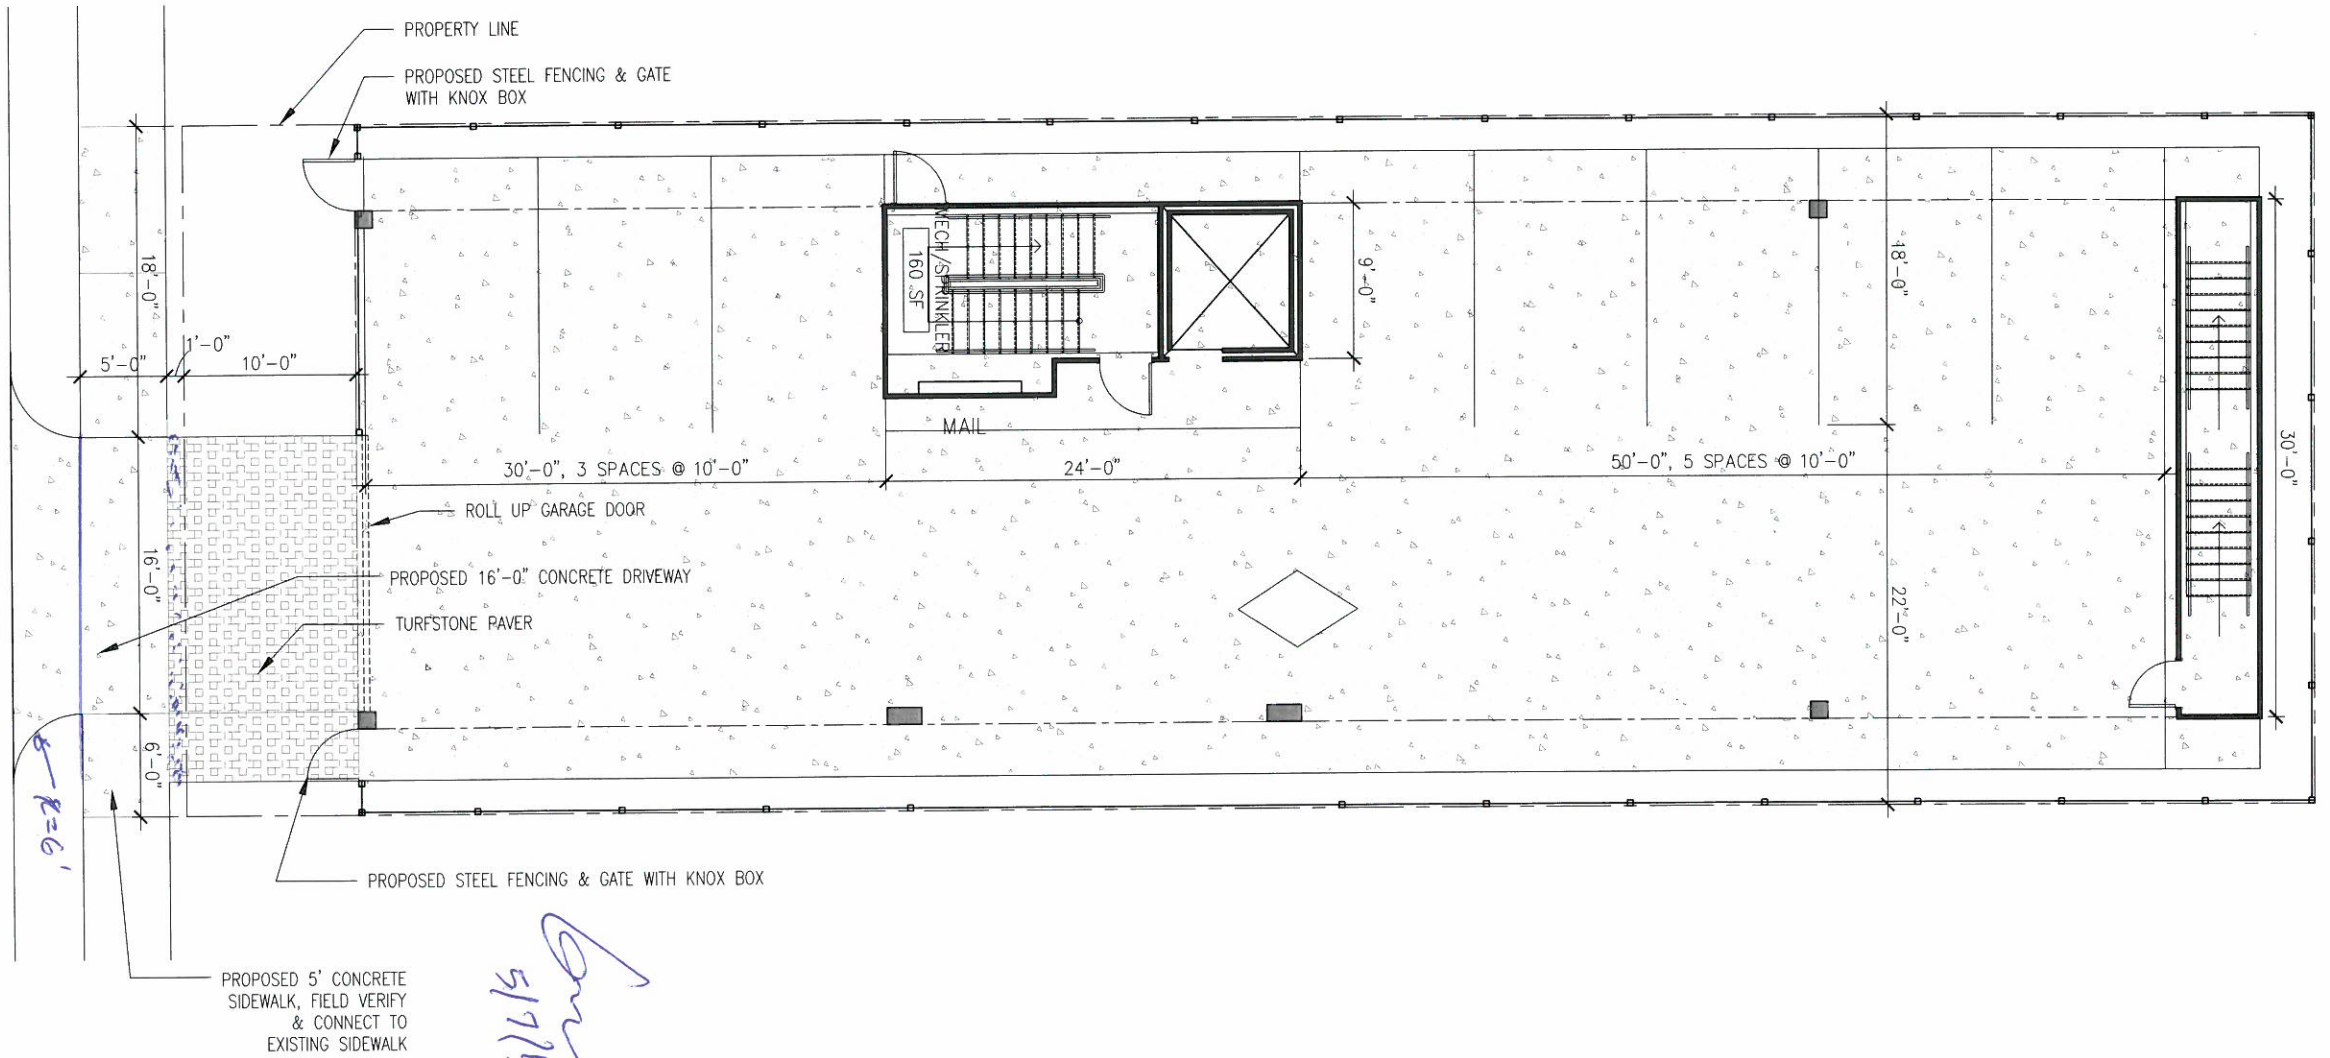 PROPERTY LINE
PROPOSED STEEL FENCING & GATE
WITH KNOX BOX
18'-0"
5'-0"
1'-0"
10'-0"
MECH/SPRINKLER
160 SF
9'-0"
18'-0"
MAIL
30'-0", 3 SPACES @ 10'-0"
24'-0"
50'-0", 5 SPACES @ 10'-0"
30'-0"
ROLL UP GARAGE DOOR
16'-0"
PROPOSED 16'-0" CONCRETE DRIVEWAY
TURFSTONE PAVER
22'-0"
6'-0"
R=6'
PROPOSED STEEL FENCING & GATE WITH KNOX BOX
PROPOSED 5' CONCRETE
SIDEWALK, FIELD VERIFY
& CONNECT TO
EXISTING SIDEWALK